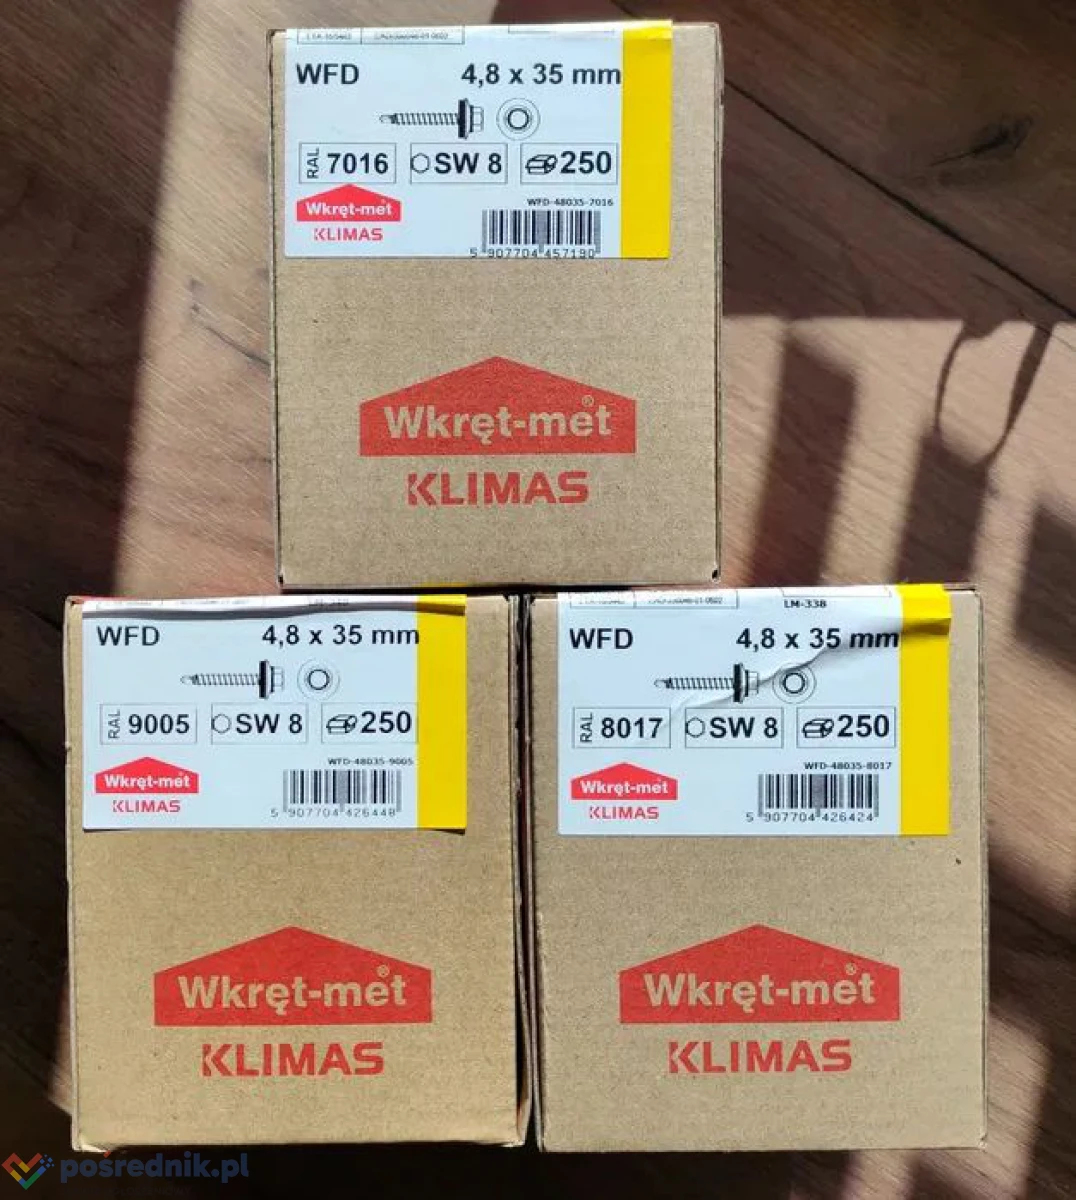 WFD 4,8 x 35 mm
RAL 7016 SW 8 250
WFD-48035-7016
Wkręt-met
KLIMAS
5 907704 457190
Wkręt-met®
KLIMAS
LM-338
WFD 4,8 x 35 mm
RAL 9005 SW 8 250
WFD-48035-9005
Wkręt-met
KLIMAS
5 907704 426448
Wkręt-met®
KLIMAS
WFD 4,8 x 35 mm
RAL 8017 SW 8 250
WFD-48035-8017
Wkręt-met
KLIMAS
5 907704 426424
Wkręt-met®
KLIMAS
pośrednik.pl